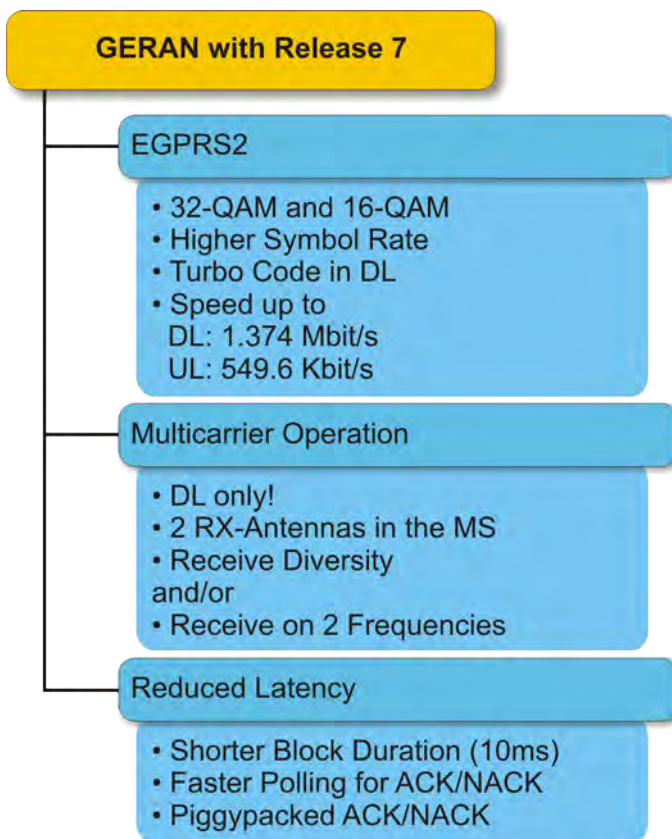 GERAN with Release 7
EGPRS2
• 32-QAM and 16-QAM
• Higher Symbol Rate
• Turbo Code in DL
• Speed up to
DL: 1.374 Mbit/s
UL: 549.6 Kbit/s
Multicarrier Operation
• DL only!
• 2 RX-Antennas in the MS
• Receive Diversity
and/or
• Receive on 2 Frequencies
Reduced Latency
• Shorter Block Duration (10ms)
• Faster Polling for ACK/NACK
• Piggypacked ACK/NACK